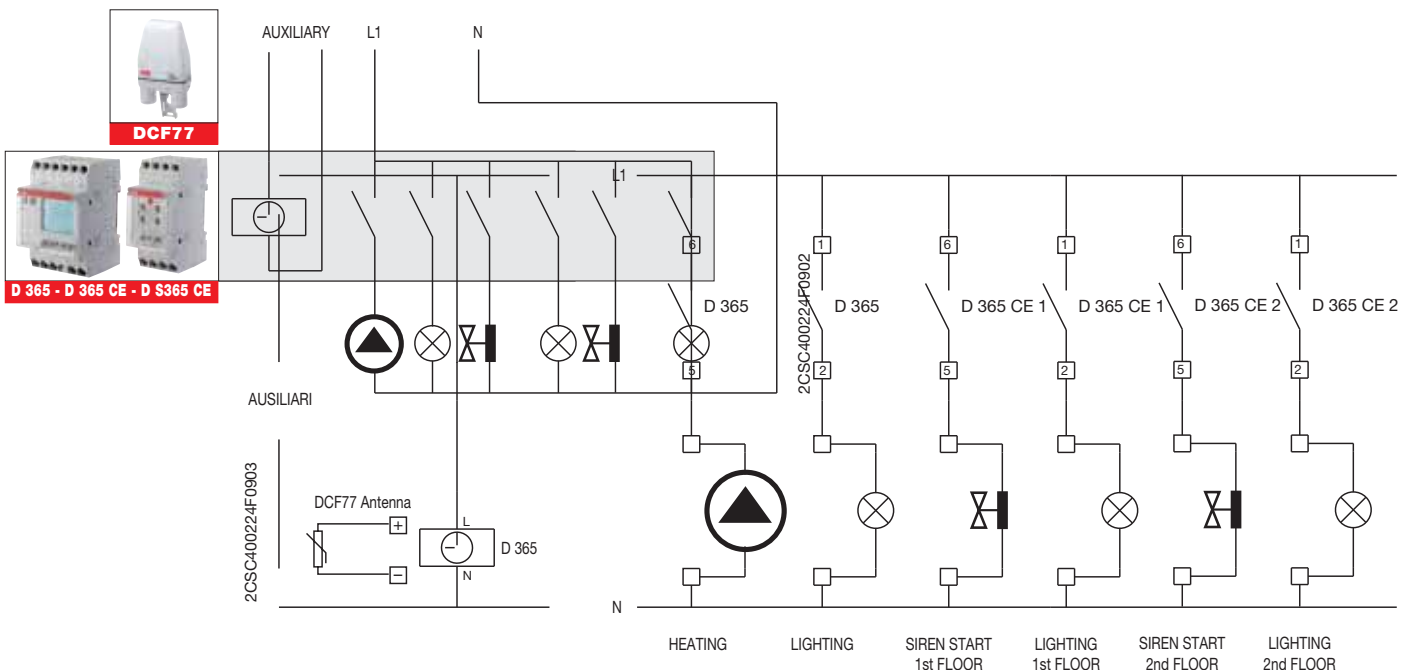 AUXILIARY L1 N
DCF77
L1
D 365 - D 365 CE - D S365 CE
6 1 6 1 6 1
D 365 D 365 D 365 CE 1 D 365 CE 1 D 365 CE 2 D 365 CE 2
2CSC400224F0902
5 2 5 2 5 2
AUSILIARI
2CSC400224F0903
DCF77 Antenna
+
L
D 365
−
N
N
HEATING LIGHTING SIREN START LIGHTING SIREN START LIGHTING
1st FLOOR 1st FLOOR 2nd FLOOR 2nd FLOOR